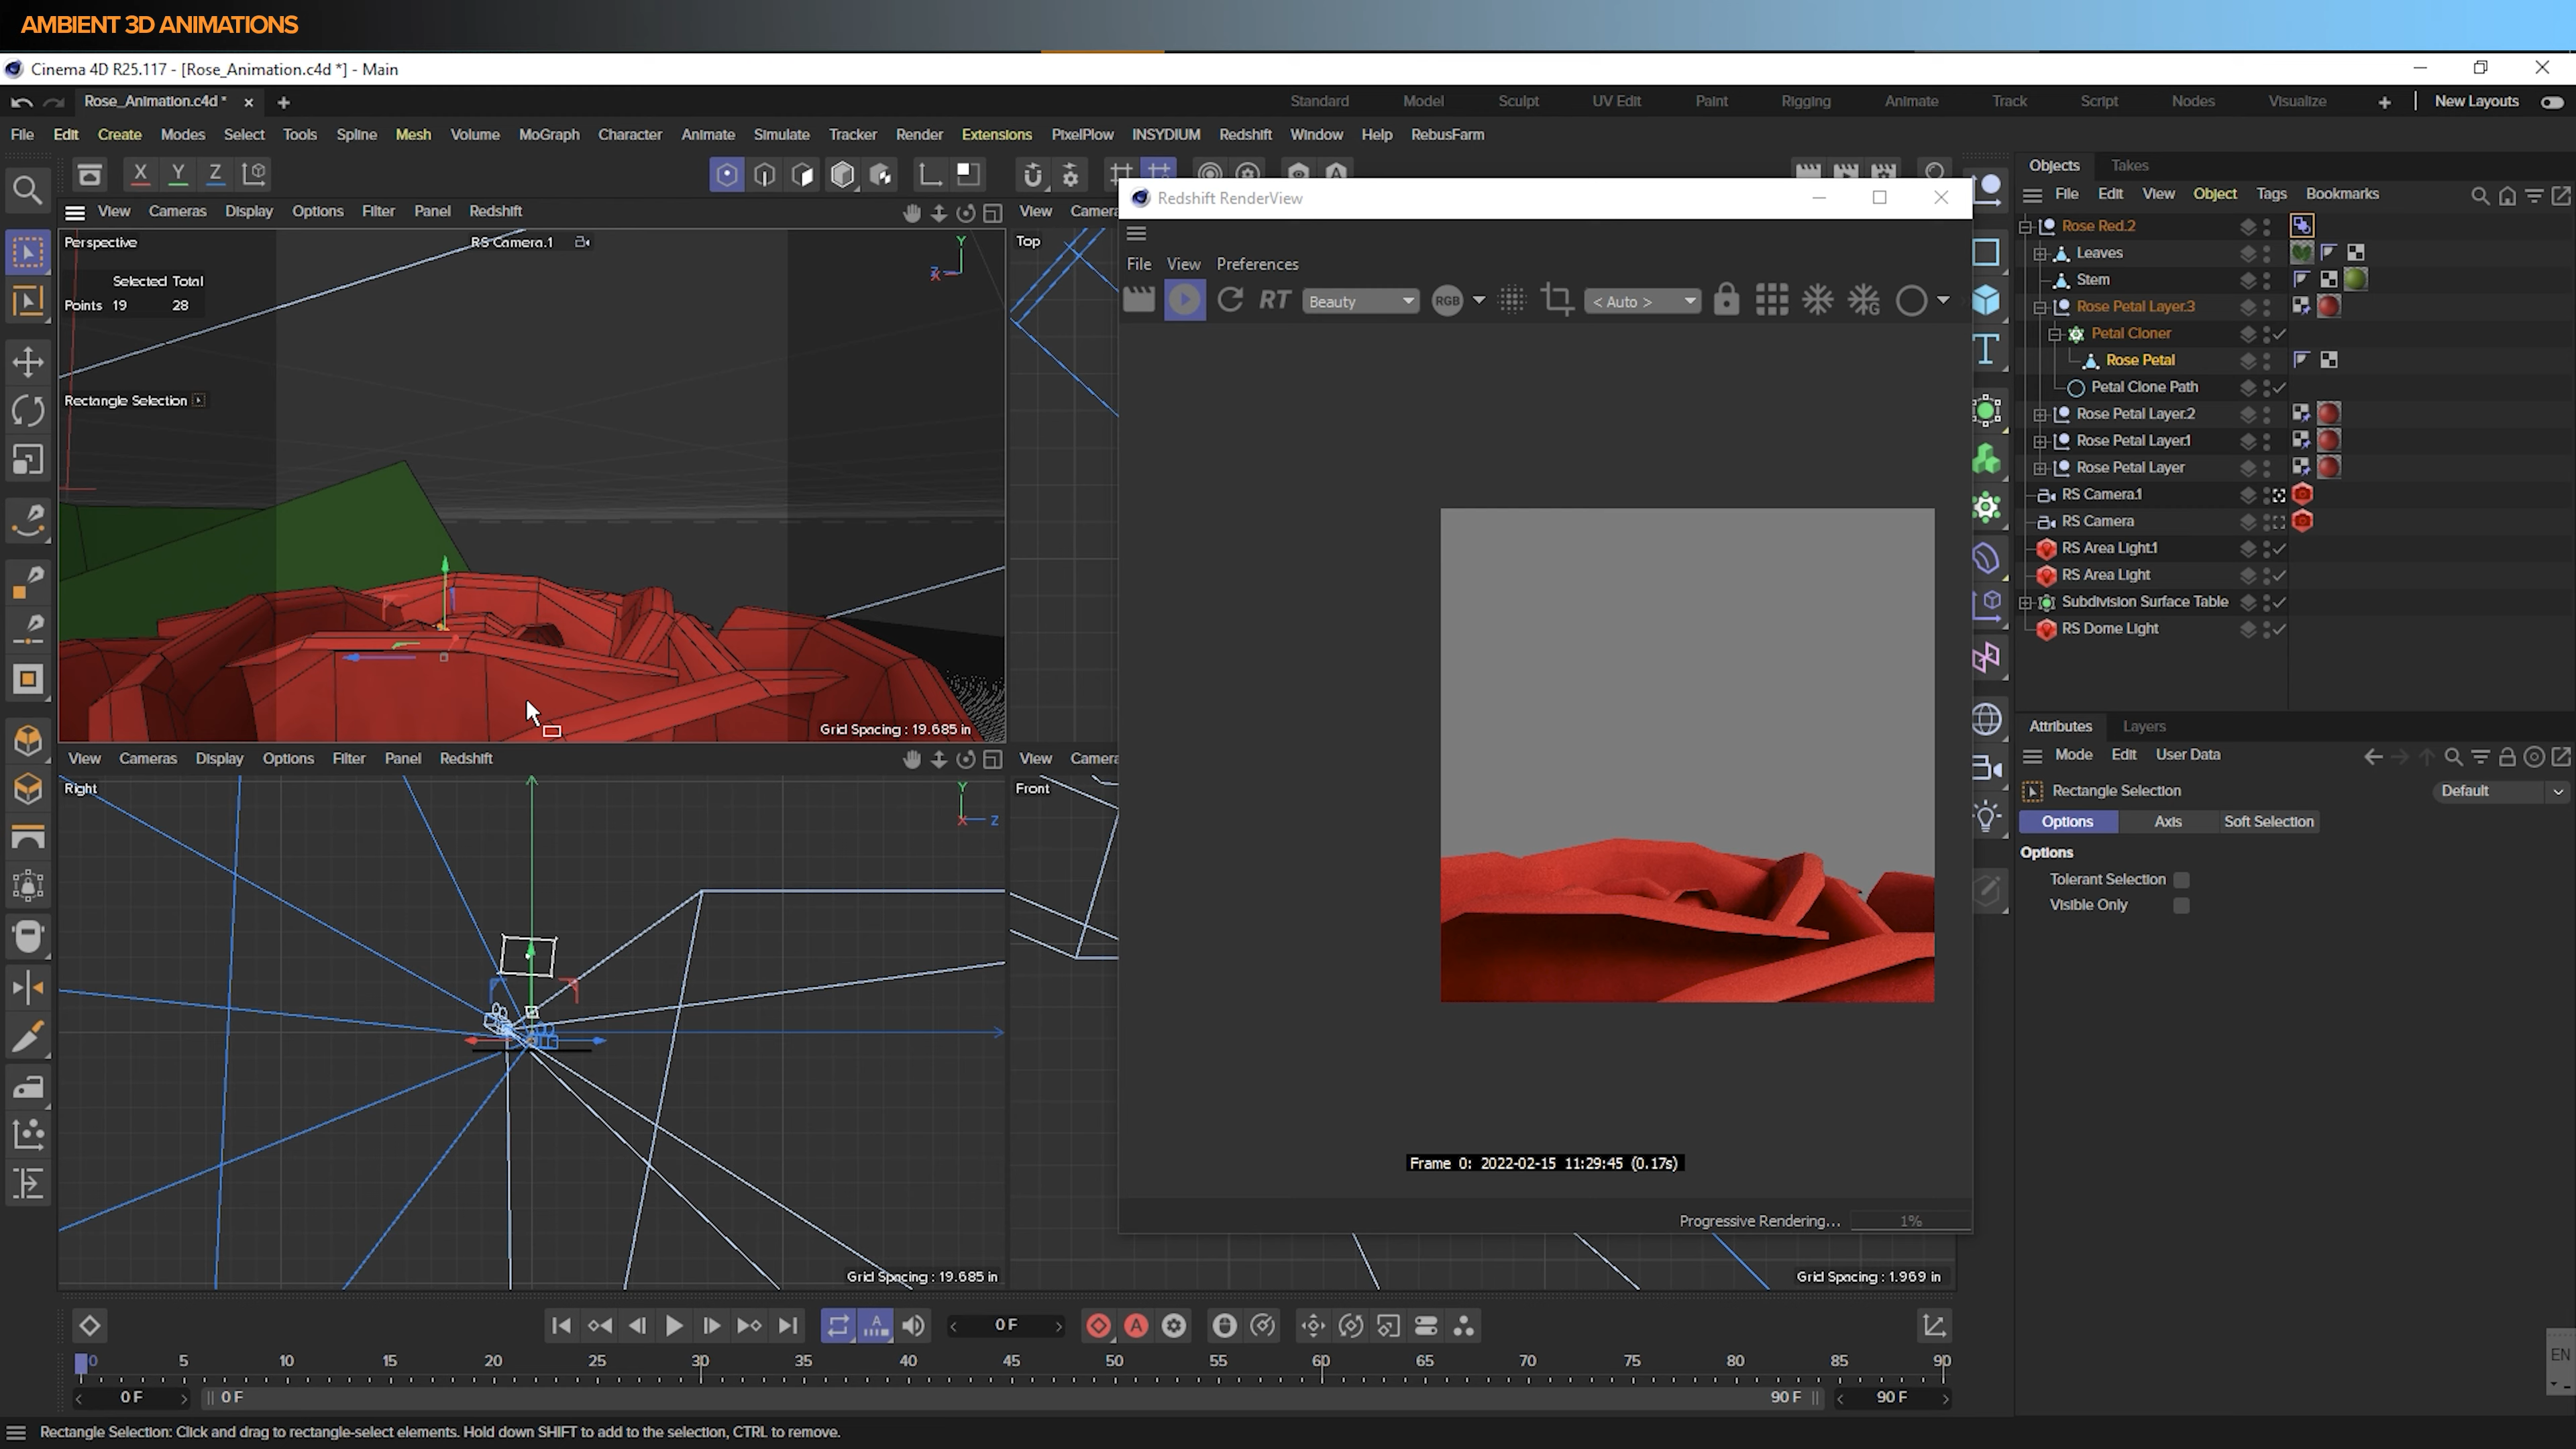 AMBIENT 3D ANIMATIONS
Cinema 4D R25.117 - [Rose_Animation.c4d *] - Main
Rose_Animation.c4d *
Standard Model Sculpt UV Edit Paint Rigging Animate Track Script Nodes Visualize New Layouts
File Edit Create Modes Select Tools Spline Mesh Volume MoGraph Character Animate Simulate Tracker Render Extensions PixelPlow INSYDIUM Redshift Window Help RebusFarm
X Y Z
View Cameras Display Options Filter Panel Redshift
Perspective
RS Camera.1
Y
Z
X
Selected Total
Points 19 28
Rectangle Selection
Grid Spacing : 19.685 in
View
Top
Redshift RenderView
File View Preferences
RT
Beauty
RGB
< Auto >
Frame 0: 2022-02-15 11:29:45 (0.17s)
Progressive Rendering...
1%
View Cameras Display Options Filter Panel Redshift
Right
Y
X
Z
Grid Spacing : 19.685 in
View
Front
Grid Spacing : 1.969 in
Objects Takes
File Edit View Object Tags Bookmarks
Rose Red.2
Leaves
Stem
Rose Petal Layer.3
Petal Cloner
Rose Petal
Petal Clone Path
Rose Petal Layer.2
Rose Petal Layer.1
Rose Petal Layer
RS Camera.1
RS Camera
RS Area Light.1
RS Area Light
Subdivision Surface Table
RS Dome Light
Attributes Layers
Mode Edit User Data
Rectangle Selection
Default
Options Axis Soft Selection
Options
Tolerant Selection
Visible Only
0 F
0 5 10 15 20 25 30 35 40 45 50 55 60 65 70 75 80 85 90
0 F 0 F 90 F 90 F
EN
Rectangle Selection: Click and drag to rectangle-select elements. Hold down SHIFT to add to the selection, CTRL to remove.